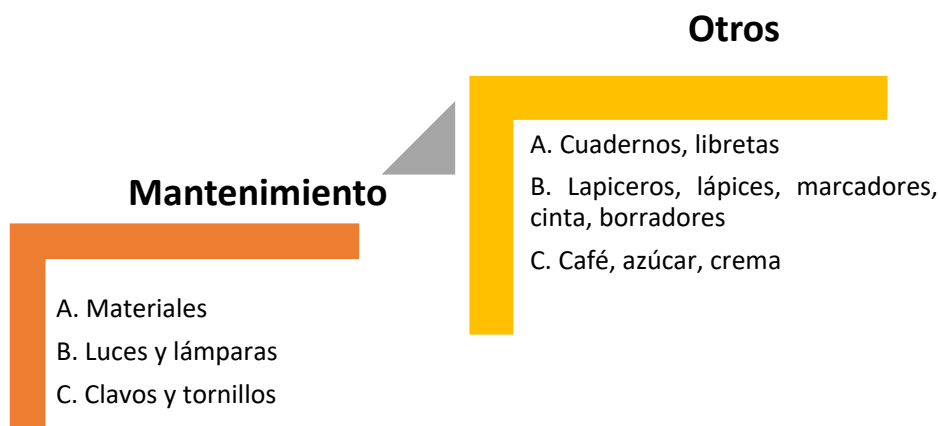 Otros
A. Cuadernos, libretas
B. Lapiceros, lápices, marcadores,
cinta, borradores
C. Café, azúcar, crema
Mantenimiento
A. Materiales
B. Luces y lámparas
C. Clavos y tornillos